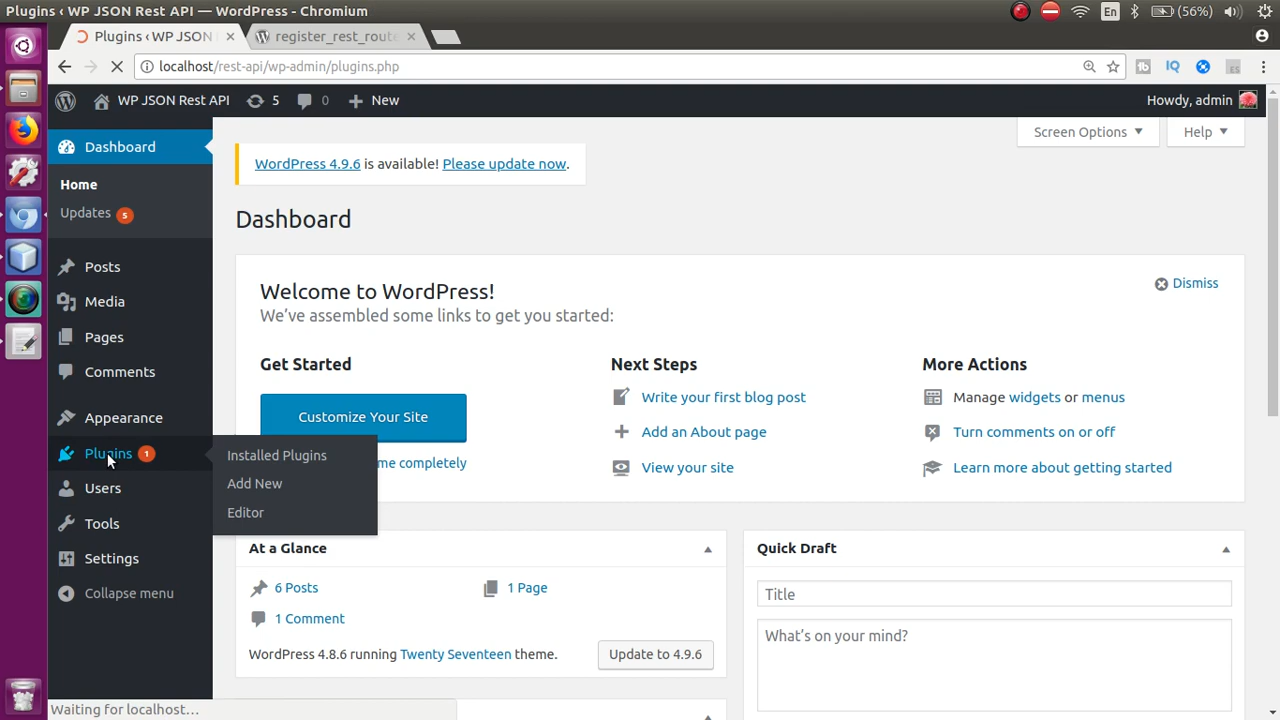 Plugins ‹ WP JSON Rest API — WordPress - Chromium
En
(56%)
Plugins ‹ WP JSON
register_rest_rout
localhost/rest-api/wp-admin/plugins.php
IQ
ES
WP JSON Rest API
5
0
New
Howdy, admin
Dashboard
Home
Updates 5
Posts
Media
Pages
Comments
Appearance
Plugins 1
Users
Tools
Settings
Collapse menu
Installed Plugins
Add New
Editor
Screen Options
Help
WordPress 4.9.6 is available! Please update now.
Dashboard
Welcome to WordPress!
We’ve assembled some links to get you started:
Dismiss
Get Started
Customize Your Site
me completely
Next Steps
Write your first blog post
Add an About page
View your site
More Actions
Manage widgets or menus
Turn comments on or off
Learn more about getting started
At a Glance
6 Posts
1 Page
1 Comment
WordPress 4.8.6 running Twenty Seventeen theme.
Update to 4.9.6
Quick Draft
Title
What’s on your mind?
Waiting for localhost…